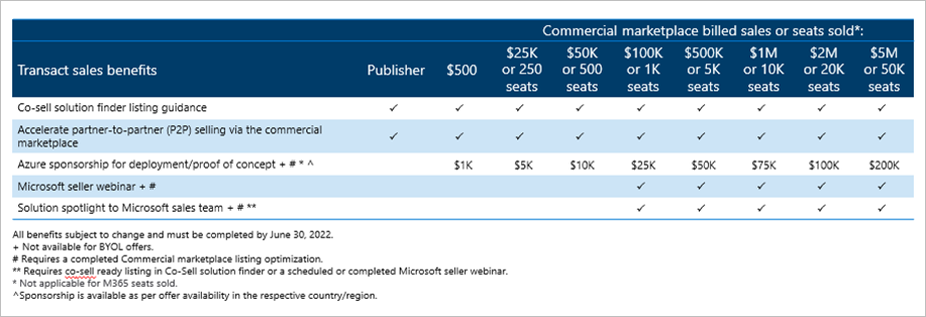 Commercial marketplace billed sales or seats sold*:
Transact sales benefits Publisher $500 $25K or 250 seats $50K or 500 seats $100K or 1K seats $500K or 5K seats $1M or 10K seats $2M or 20K seats $5M or 50K seats
Co-sell solution finder listing guidance ✓ ✓ ✓ ✓ ✓ ✓ ✓ ✓ ✓
Accelerate partner-to-partner (P2P) selling via the commercial
marketplace ✓ ✓ ✓ ✓ ✓ ✓ ✓ ✓ ✓
Azure sponsorship for deployment/proof of concept + # * ^ $1K $5K $10K $25K $50K $75K $100K $200K
Microsoft seller webinar + # ✓ ✓ ✓ ✓ ✓
Solution spotlight to Microsoft sales team + # ** ✓ ✓ ✓ ✓ ✓
All benefits subject to change and must be completed by June 30, 2022.
+ Not available for BYOL offers.
# Requires a completed Commercial marketplace listing optimization.
** Requires co-sell ready listing in Co-Sell solution finder or a scheduled or completed Microsoft seller webinar.
* Not applicable for M365 seats sold.
^Sponsorship is available as per offer availability in the respective country/region.